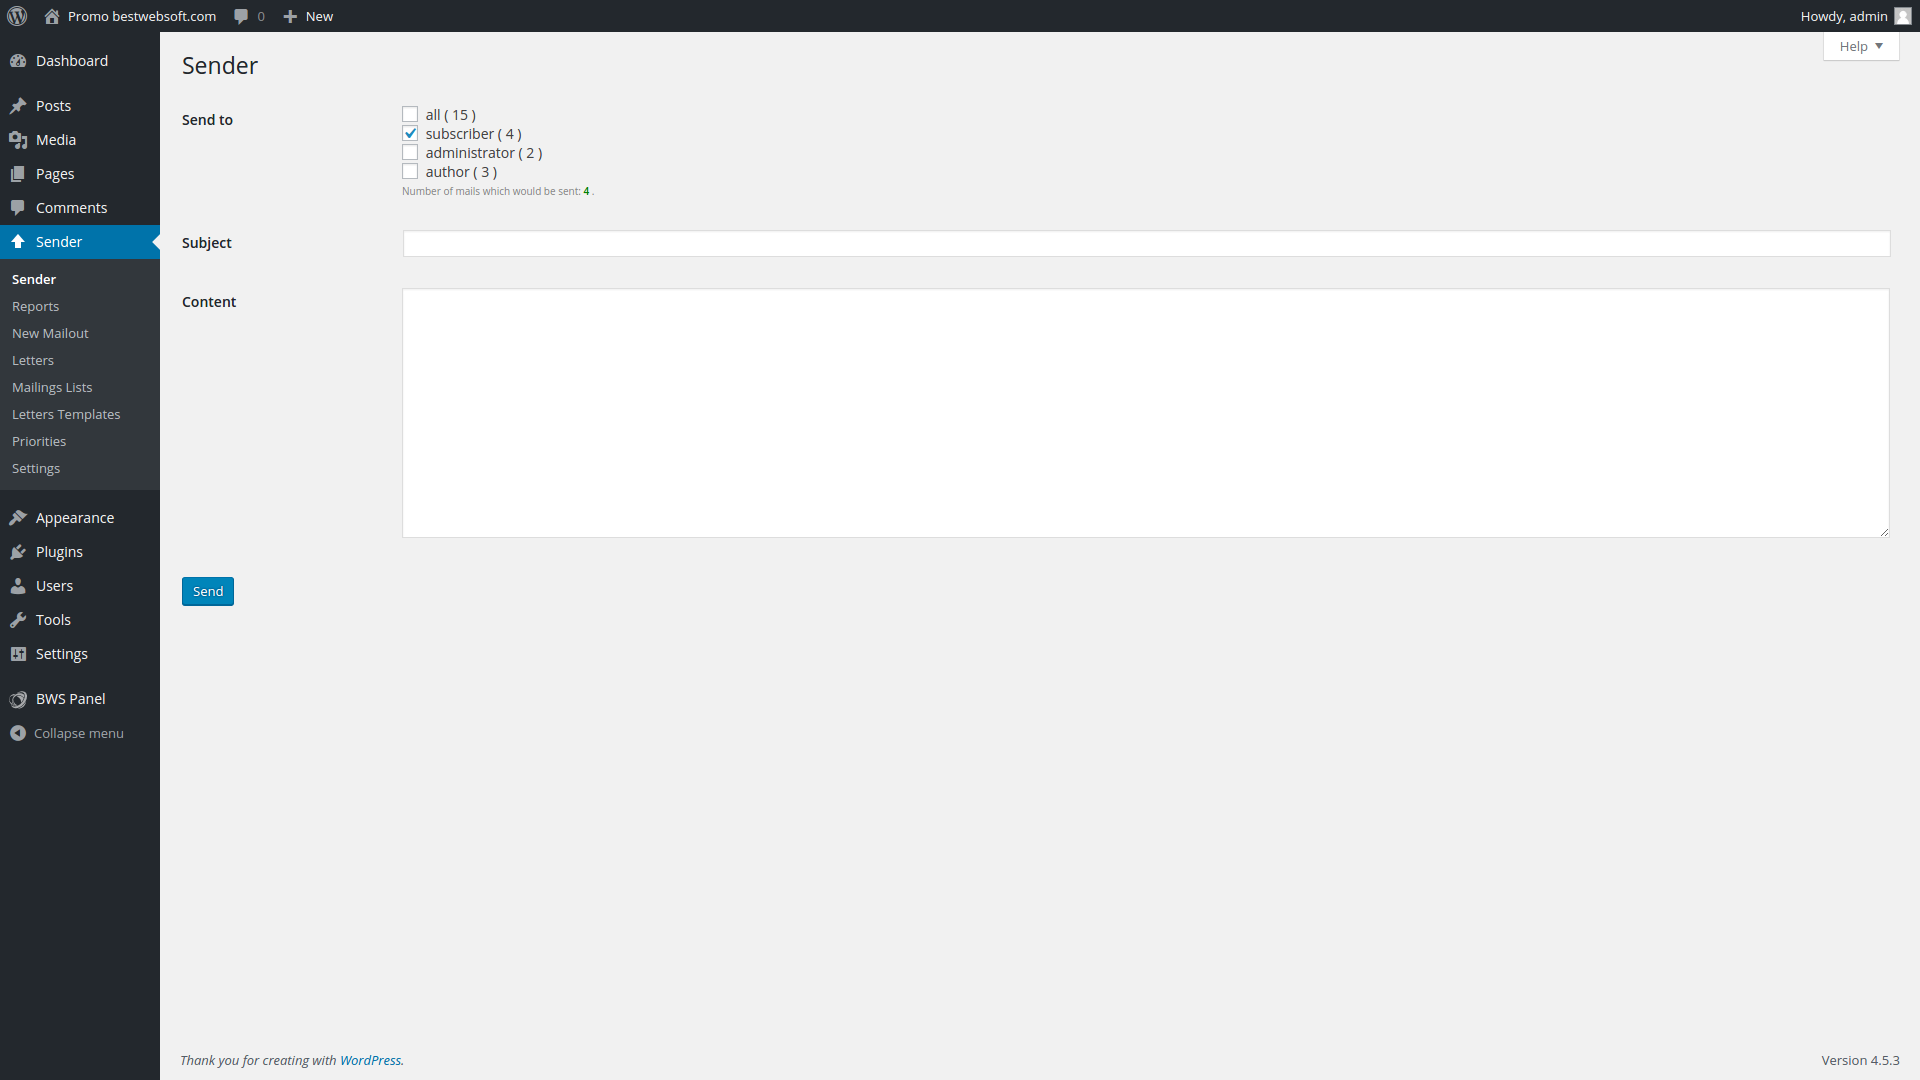 Promo bestwebsoft.com 0 New Howdy, admin
Help
Dashboard
Posts
Media
Pages
Comments
Sender
Sender
Reports
New Mailout
Letters
Mailings Lists
Letters Templates
Priorities
Settings
Appearance
Plugins
Users
Tools
Settings
BWS Panel
Collapse menu
Sender
Send to
all ( 15 )
subscriber ( 4 )
administrator ( 2 )
author ( 3 )
Number of mails which would be sent: 4 .
Subject
Content
Send
Thank you for creating with WordPress.
Version 4.5.3